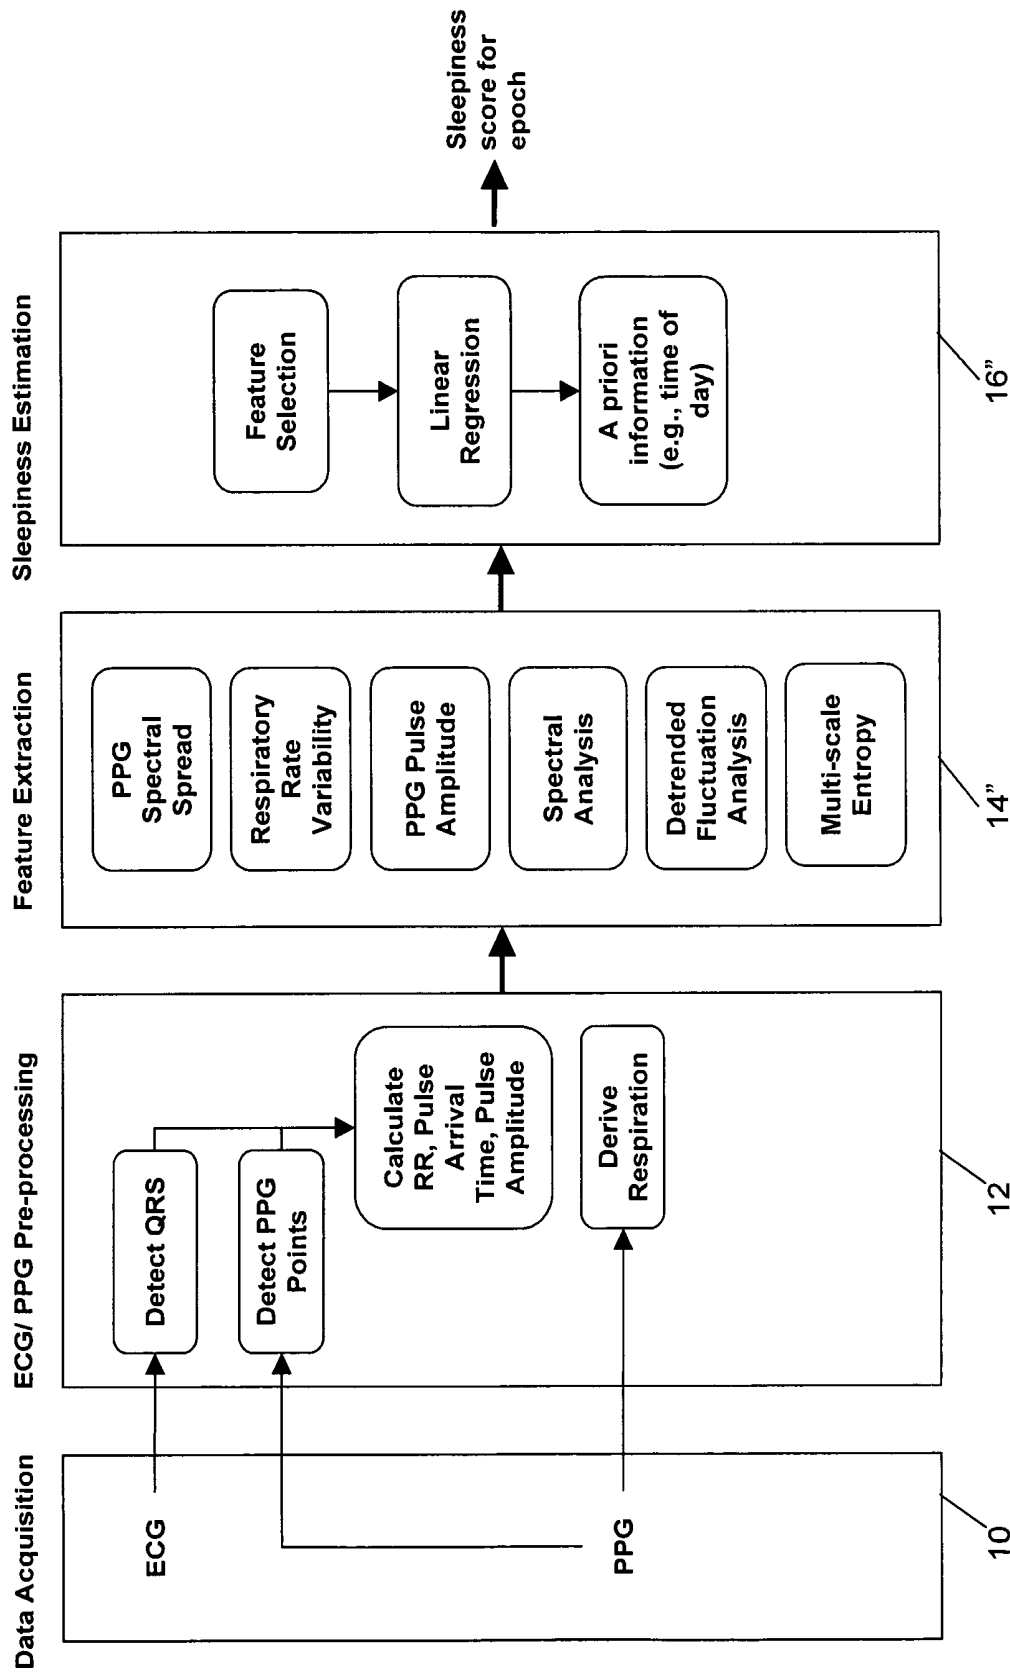 Data Acquisition
ECG
PPG
10
ECG/ PPG Pre-processing
Detect QRS
Detect PPG
Points
Calculate
RR, Pulse
Arrival
Time, Pulse
Amplitude
Derive
Respiration
12
Feature Extraction
PPG
Spectral
Spread
Respiratory
Rate
Variability
PPG Pulse
Amplitude
Spectral
Analysis
Detrended
Fluctuation
Analysis
Multi-scale
Entropy
14”
Sleepiness Estimation
Feature
Selection
Linear
Regression
A priori
information
(e.g., time of
day)
16”
Sleepiness
score for
epoch